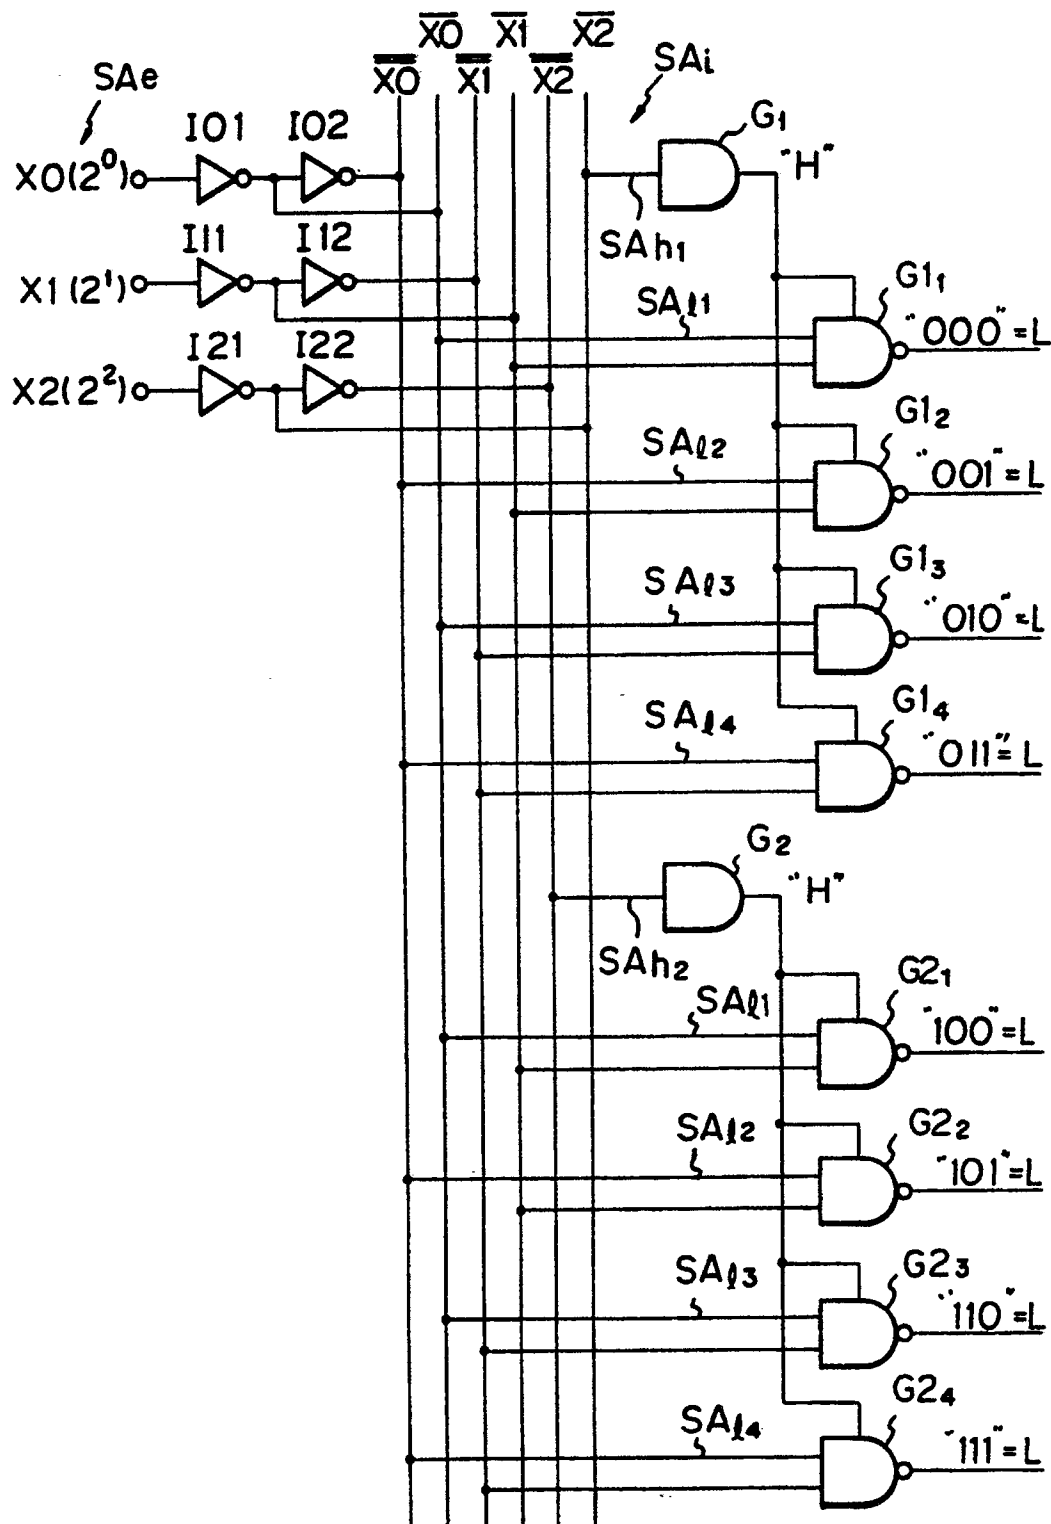 X̅0̅ X̅1̅ X̅2̅
X̿0̿ X̿1̿ X̿2̿
SAe
SAi
G1
I01 I02
"H"
X0(2⁰)
SAh1
I11 I12
G1₁
X1(2¹)
SAℓ1
"000"=L
I21 I22
X2(2²)
G1₂
SAℓ2
"001"=L
G1₃
SAℓ3
"010"=L
G1₄
SAℓ4
"011"=L
G2
"H"
SAh2
G2₁
SAℓ1
"100"=L
G2₂
SAℓ2
"101"=L
G2₃
SAℓ3
"110"=L
G2₄
SAℓ4
"111"=L